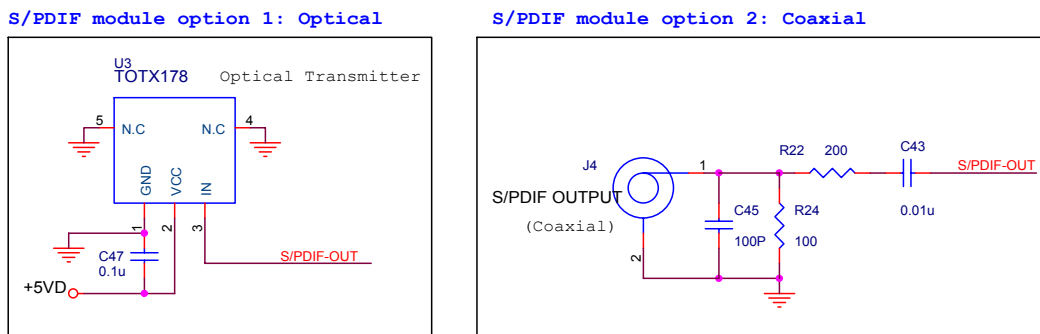 S/PDIF module option 1: Optical
U3
TOTX178
Optical Transmitter
5
N.C
N.C
4
GND
VCC
IN
1
2
3
C47
0.1u
S/PDIF-OUT
+5VD
S/PDIF module option 2: Coaxial
J4
1
R22
200
C43
S/PDIF-OUT
0.01u
S/PDIF OUTPUT
(Coaxial)
C45
100P
R24
100
2